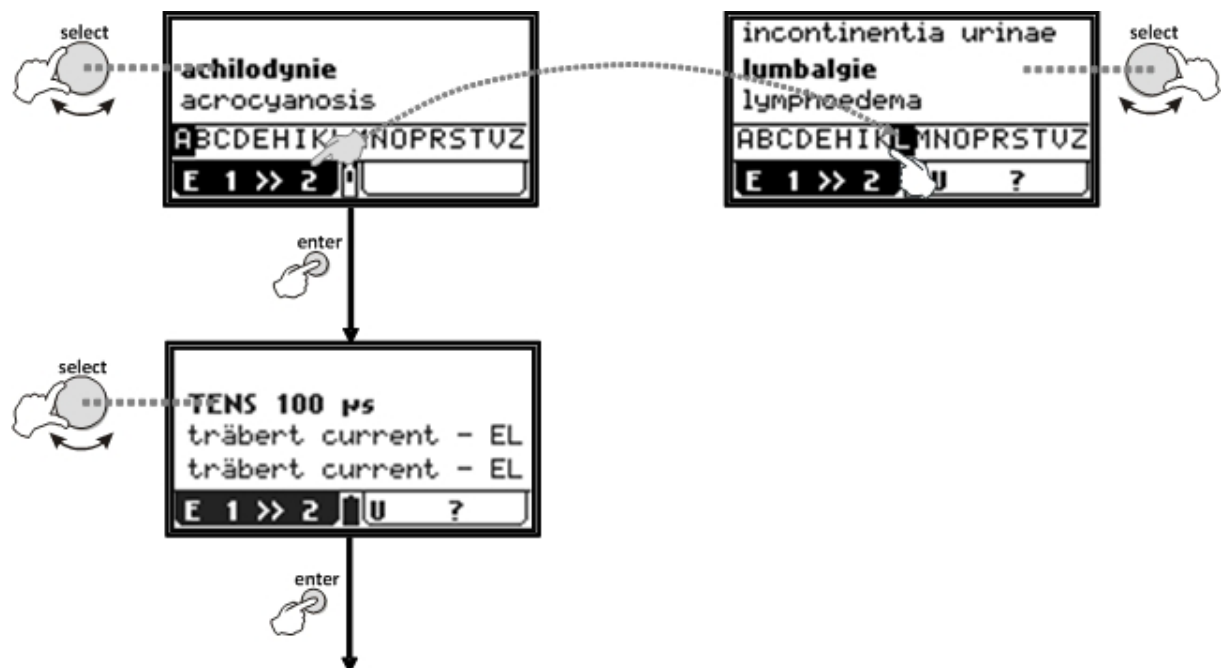 select
achilodynie
acrocyanosis
ABCDEHIKLMNOPRSTVZ
E 1 >> 2
incontinentia urinae
lumbalgie
lymphoedema
ABCDEHIKLMNOPRSTVZ
E 1 >> 2 U ?
select
enter
select
TENS 100 µs
träbert current - EL
träbert current - EL
E 1 >> 2 U ?
enter